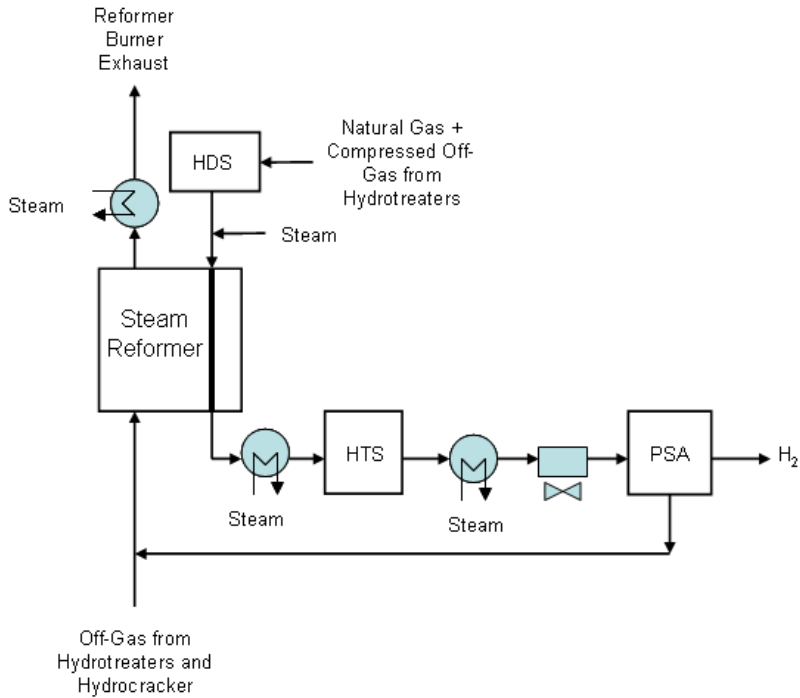 Reformer
Burner
Exhaust
HDS
Natural Gas +
Compressed Off-
Gas from
Hydrotreaters
Steam
Steam
Steam
Reformer
HTS
PSA
H2
Steam
Steam
Off-Gas from
Hydrotreaters and
Hydrocracker